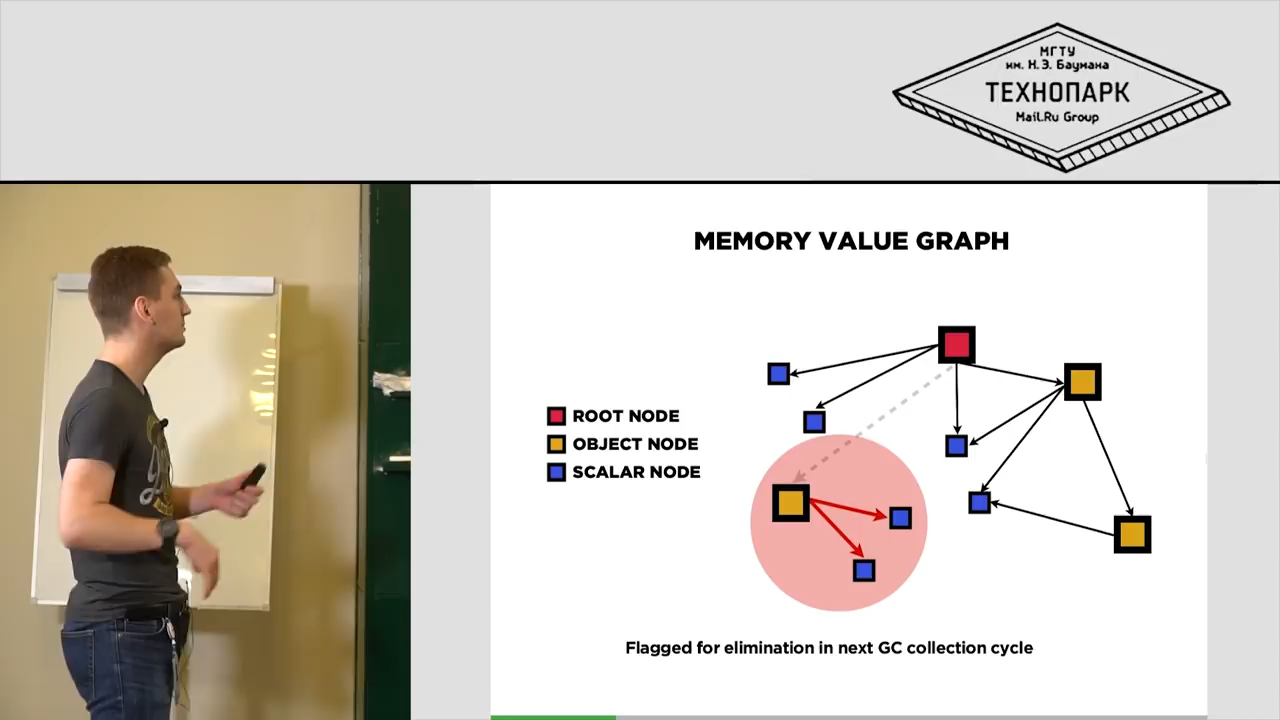 МГТУ
им. Н.Э. Баумана
ТЕХНОПАРК
Mail.Ru Group
MEMORY VALUE GRAPH
ROOT NODE
OBJECT NODE
SCALAR NODE
Flagged for elimination in next GC collection cycle